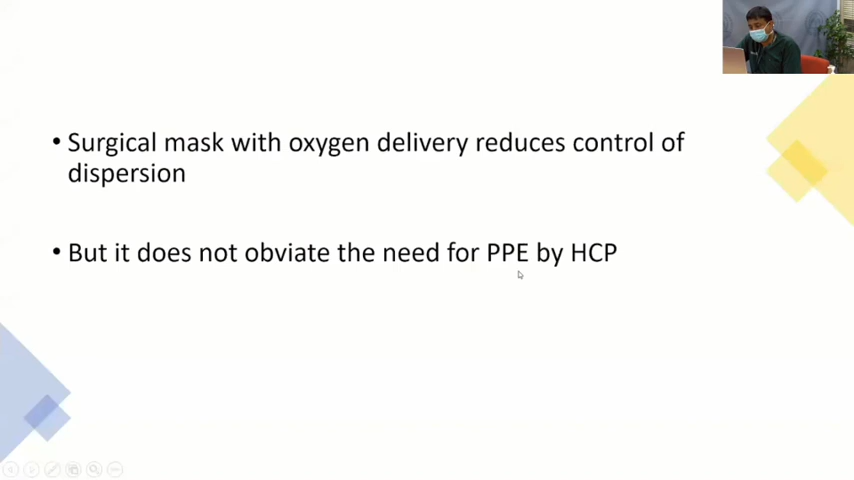 • Surgical mask with oxygen delivery reduces control of
dispersion
• But it does not obviate the need for PPE by HCP